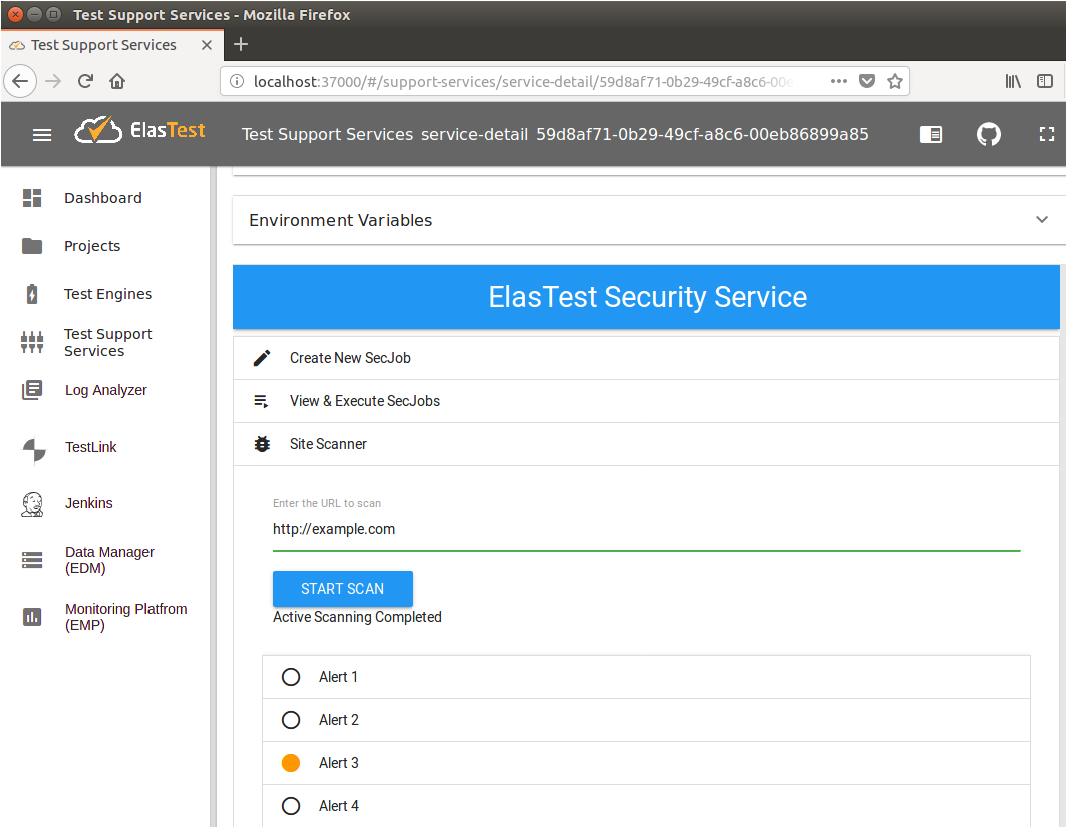 Test Support Services - Mozilla Firefox
Test Support Services
localhost:37000/#/support-services/service-detail/59d8af71-0b29-49cf-a8c6-00e
ElasTest
Test Support Services service-detail 59d8af71-0b29-49cf-a8c6-00eb86899a85
Dashboard
Projects
Test Engines
Test Support
Services
Log Analyzer
TestLink
Jenkins
Data Manager
(EDM)
Monitoring Platfrom
(EMP)
Environment Variables
ElasTest Security Service
Create New SecJob
View & Execute SecJobs
Site Scanner
Enter the URL to scan
http://example.com
START SCAN
Active Scanning Completed
Alert 1
Alert 2
Alert 3
Alert 4